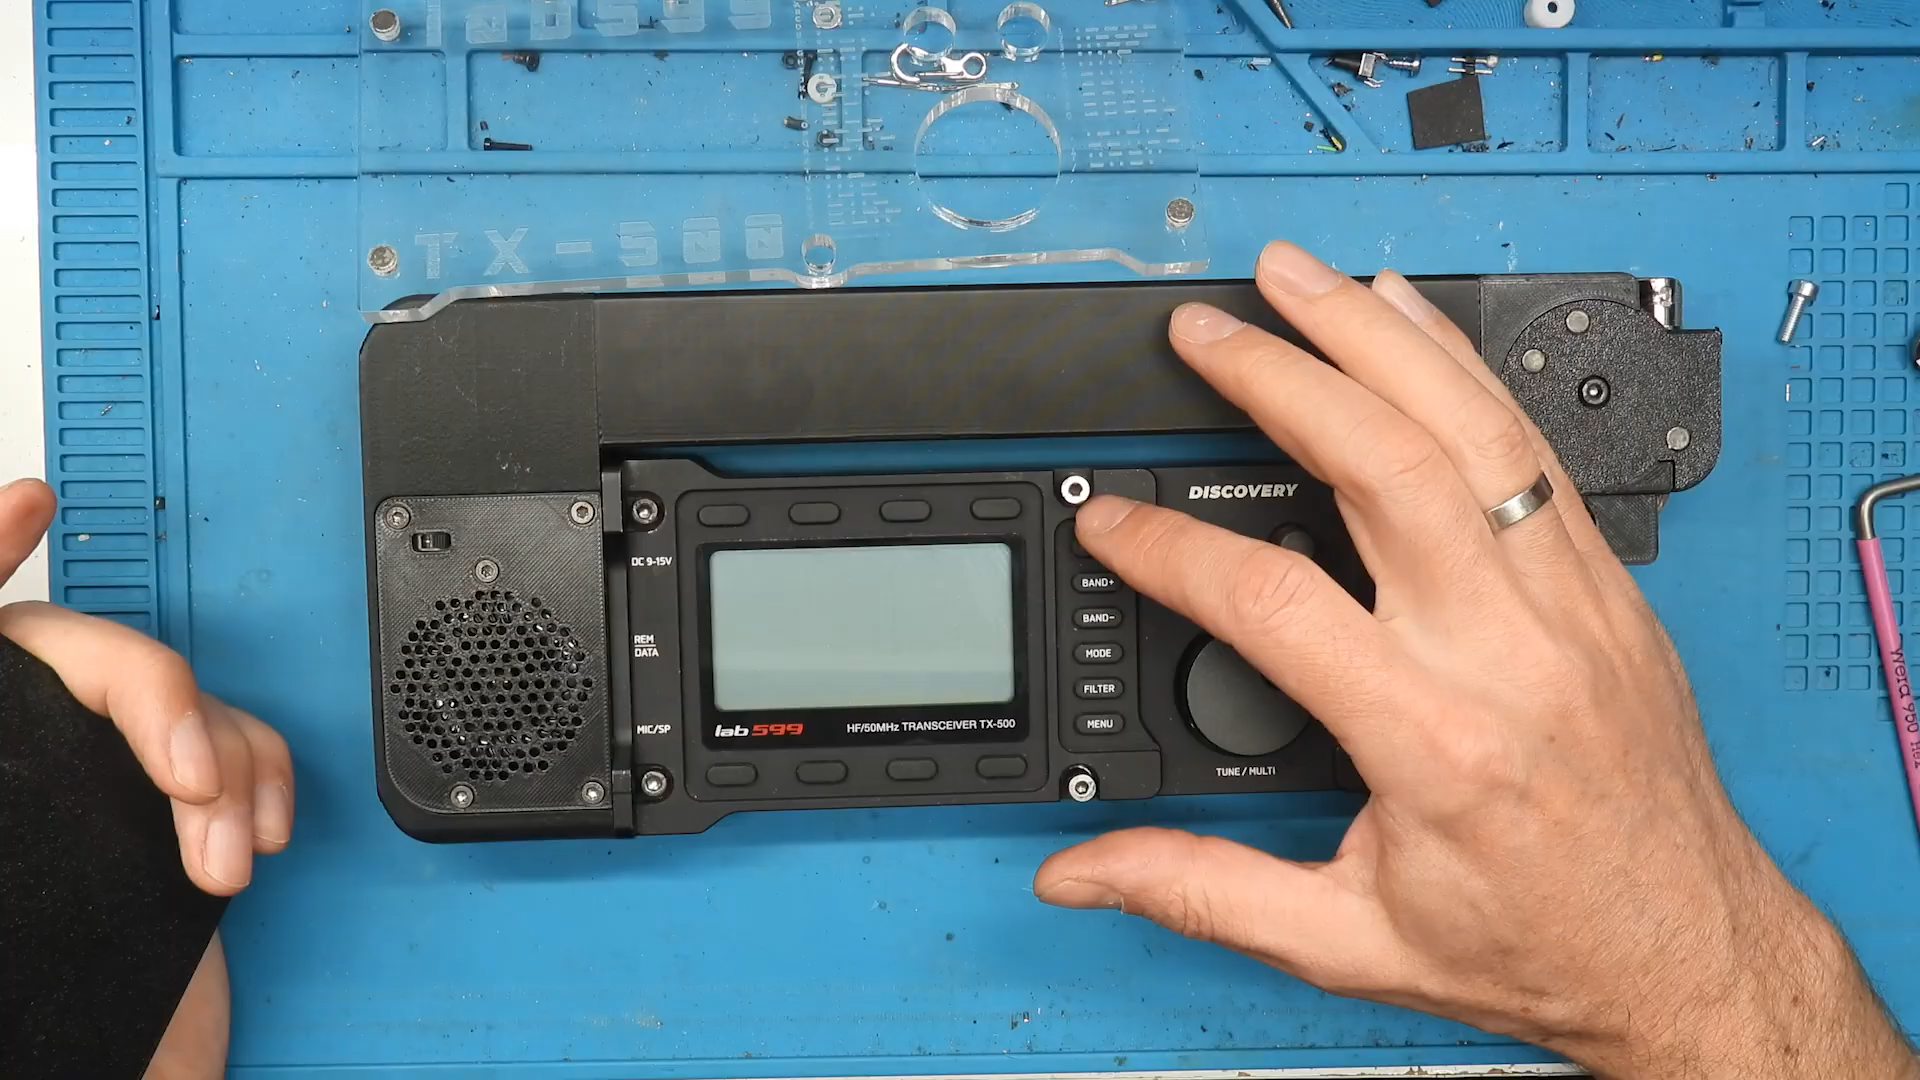 TX-500
DISCOVERY
DC 9-15V
BAND+
BAND-
REM
DATA
MODE
FILTER
MENU
MIC/SP
lab599
HF/50MHz TRANSCEIVER TX-500
TUNE / MULTI
Wera 950